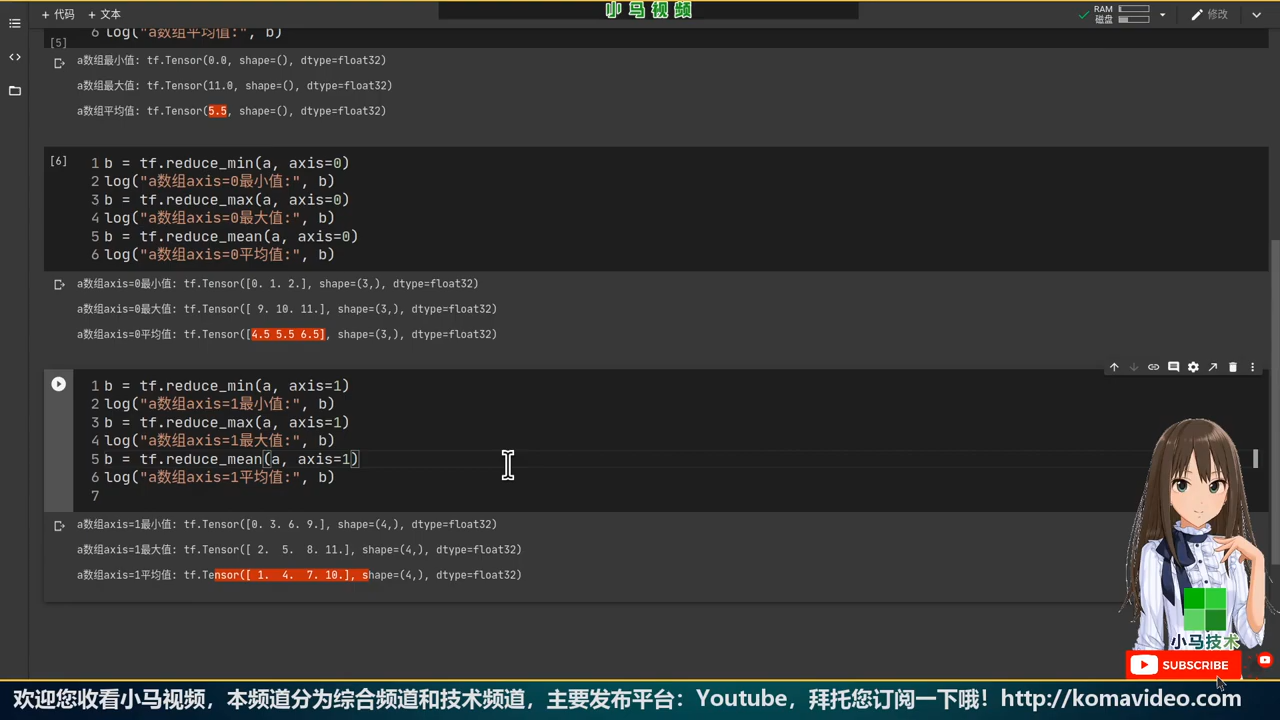 小马视频
+ 代码 + 文本
RAM
磁盘
修改
6 log("a数组平均值:", b)
[5]
a数组最小值: tf.Tensor(0.0, shape=(), dtype=float32)
a数组最大值: tf.Tensor(11.0, shape=(), dtype=float32)
a数组平均值: tf.Tensor(5.5, shape=(), dtype=float32)
[6]
1 b = tf.reduce_min(a, axis=0)
2 log("a数组axis=0最小值:", b)
3 b = tf.reduce_max(a, axis=0)
4 log("a数组axis=0最大值:", b)
5 b = tf.reduce_mean(a, axis=0)
6 log("a数组axis=0平均值:", b)
a数组axis=0最小值: tf.Tensor([0. 1. 2.], shape=(3,), dtype=float32)
a数组axis=0最大值: tf.Tensor([ 9. 10. 11.], shape=(3,), dtype=float32)
a数组axis=0平均值: tf.Tensor([4.5 5.5 6.5], shape=(3,), dtype=float32)
1 b = tf.reduce_min(a, axis=1)
2 log("a数组axis=1最小值:", b)
3 b = tf.reduce_max(a, axis=1)
4 log("a数组axis=1最大值:", b)
5 b = tf.reduce_mean(a, axis=1)
6 log("a数组axis=1平均值:", b)
7
a数组axis=1最小值: tf.Tensor([0. 3. 6. 9.], shape=(4,), dtype=float32)
a数组axis=1最大值: tf.Tensor([ 2.  5.  8. 11.], shape=(4,), dtype=float32)
a数组axis=1平均值: tf.Tensor([ 1.  4.  7. 10.], shape=(4,), dtype=float32)
小马技术
SUBSCRIBE
欢迎您收看小马视频，本频道分为综合频道和技术频道，主要发布平台：Youtube，拜托您订阅一下哦！http://komavideo.com